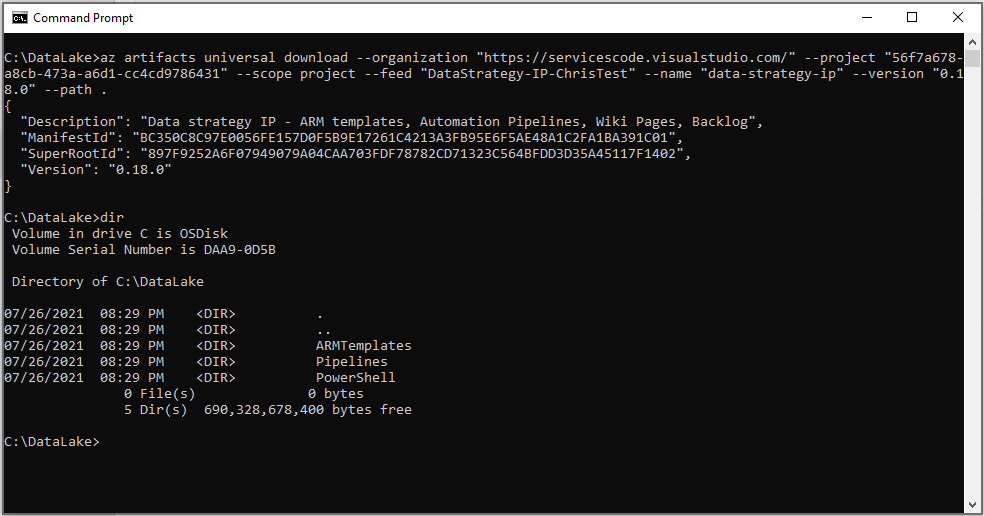 Command Prompt
C:\DataLake>az artifacts universal download --organization "https://servicescode.visualstudio.com/" --project "56f7a678-
a8cb-473a-a6d1-cc4cd9786431" --scope project --feed "DataStrategy-IP-ChrisTest" --name "data-strategy-ip" --version "0.1
8.0" --path .
{
  "Description": "Data strategy IP - ARM templates, Automation Pipelines, Wiki Pages, Backlog",
  "ManifestId": "BC350C8C97E0056FE157D0F5B9E17261C4213A3FB95E6F5AE48A1C2FA1BA391C01",
  "SuperRootId": "897F9252A6F07949079A04CAA703FDF78782CD71323C564BFDD3D35A45117F1402",
  "Version": "0.18.0"
}
C:\DataLake>dir
 Volume in drive C is OSDisk
 Volume Serial Number is DAA9-0D5B
 Directory of C:\DataLake
07/26/2021  08:29 PM    <DIR>          .
07/26/2021  08:29 PM    <DIR>          ..
07/26/2021  08:29 PM    <DIR>          ARMTemplates
07/26/2021  08:29 PM    <DIR>          Pipelines
07/26/2021  08:29 PM    <DIR>          PowerShell
               0 File(s)              0 bytes
               5 Dir(s)  690,328,678,400 bytes free
C:\DataLake>